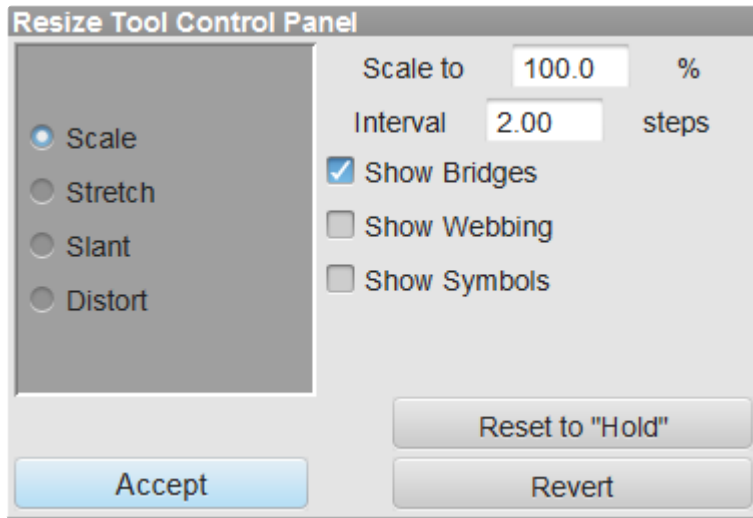 Resize Tool Control Panel
Scale
Stretch
Slant
Distort
Scale to 100.0 %
Interval 2.00 steps
Show Bridges
Show Webbing
Show Symbols
Reset to "Hold"
Accept
Revert